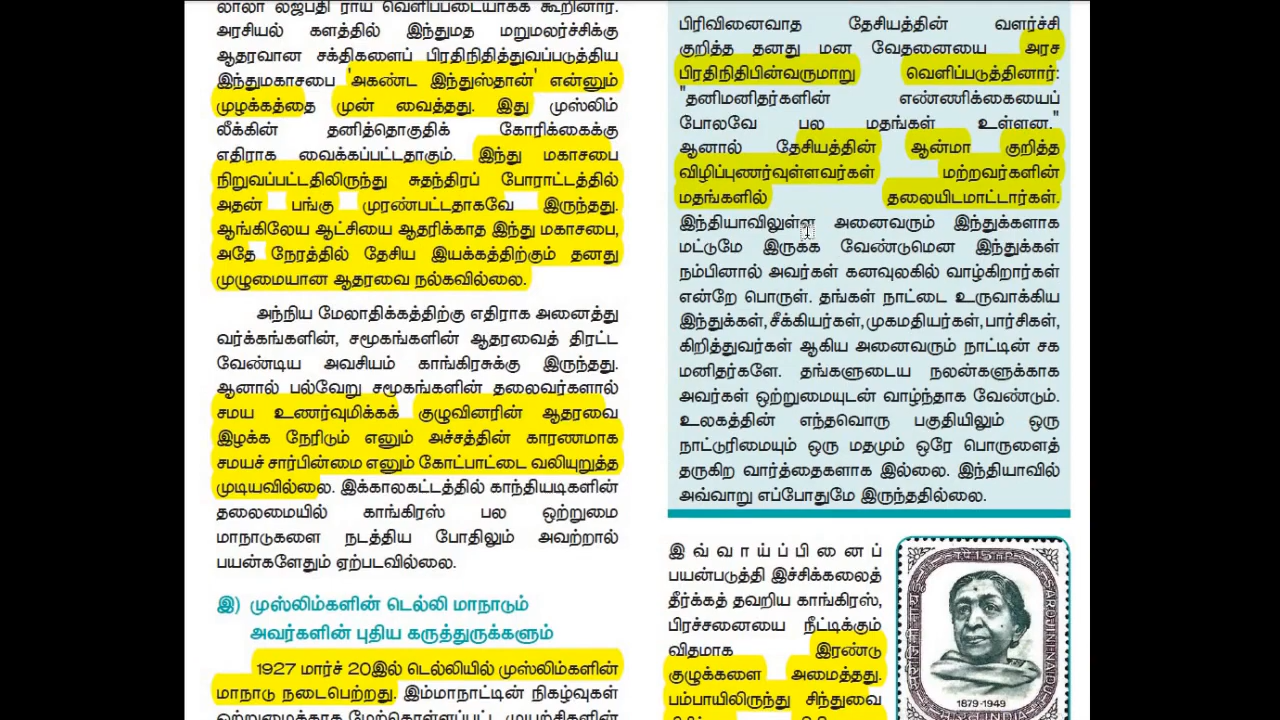 லாலா லஜபதி ராய் வெளிப்படையாகக் கூறினார்.
அரசியல் களத்தில் இந்துமத மறுமலர்ச்சிக்கு
ஆதரவான சக்திகளைப் பிரதிநிதித்துவப்படுத்திய
இந்துமகாசபை 'அகண்ட இந்துஸ்தான்' என்னும்
முழக்கத்தை முன் வைத்தது. இது முஸ்லிம்
லீக்கின் தனித்தொகுதிக் கோரிக்கைக்கு
எதிராக வைக்கப்பட்டதாகும். இந்து மகாசபை
நிறுவப்பட்டதிலிருந்து சுதந்திரப் போராட்டத்தில்
அதன் பங்கு முரண்பட்டதாகவே இருந்தது.
ஆங்கிலேய ஆட்சியை ஆதரிக்காத இந்து மகாசபை,
அதே நேரத்தில் தேசிய இயக்கத்திற்கும் தனது
முழுமையான ஆதரவை நல்கவில்லை.
அந்நிய மேலாதிக்கத்திற்கு எதிராக அனைத்து
வர்க்கங்களின், சமூகங்களின் ஆதரவைத் திரட்ட
வேண்டிய அவசியம் காங்கிரசுக்கு இருந்தது.
ஆனால் பல்வேறு சமூகங்களின் தலைவர்களால்
சமய உணர்வுமிக்கக் குழுவினரின் ஆதரவை
இழக்க நேரிடும் எனும் அச்சத்தின் காரணமாக
சமயச் சார்பின்மை எனும் கோட்பாட்டை வலியுறுத்த
முடியவில்லை. இக்காலகட்டத்தில் காந்தியடிகளின்
தலைமையில் காங்கிரஸ் பல ஒற்றுமை
மாநாடுகளை நடத்திய போதிலும் அவற்றால்
பயன்களேதும் ஏற்படவில்லை.
இ) முஸ்லிம்களின் டெல்லி மாநாடும்
அவர்களின் புதிய கருத்துருக்களும்
1927 மார்ச் 20இல் டெல்லியில் முஸ்லிம்களின்
மாநாடு நடைபெற்றது. இம்மாநாட்டின் நிகழ்வுகள்
ஒற்றுமைக்காக மேற்கொள்ளப்பட்ட முயற்சிகளின்
பிரிவினைவாத தேசியத்தின் வளர்ச்சி
குறித்த தனது மன வேதனையை அரச
பிரதிநிதிபின்வருமாறு வெளிப்படுத்தினார்:
"தனிமனிதர்களின் எண்ணிக்கையைப்
போலவே பல மதங்கள் உள்ளன."
ஆனால் தேசியத்தின் ஆன்மா குறித்த
விழிப்புணர்வுள்ளவர்கள் மற்றவர்களின்
மதங்களில் தலையிடமாட்டார்கள்.
இந்தியாவிலுள்ள அனைவரும் இந்துக்களாக
மட்டுமே இருக்க வேண்டுமென இந்துக்கள்
நம்பினால் அவர்கள் கனவுலகில் வாழ்கிறார்கள்
என்றே பொருள். தங்கள் நாட்டை உருவாக்கிய
இந்துக்கள்,சீக்கியர்கள்,முகமதியர்கள்,பார்சிகள்,
கிறித்துவர்கள் ஆகிய அனைவரும் நாட்டின் சக
மனிதர்களே. தங்களுடைய நலன்களுக்காக
அவர்கள் ஒற்றுமையுடன் வாழ்ந்தாக வேண்டும்.
உலகத்தின் எந்தவொரு பகுதியிலும் ஒரு
நாட்டுரிமையும் ஒரு மதமும் ஒரே பொருளைத்
தருகிற வார்த்தைகளாக இல்லை. இந்தியாவில்
அவ்வாறு எப்போதுமே இருந்ததில்லை.
இவ்வாய்ப்பினைப்
பயன்படுத்தி இச்சிக்கலைத்
தீர்க்கத் தவறிய காங்கிரஸ்,
பிரச்சனையை நீட்டிக்கும்
விதமாக இரண்டு
குழுக்களை அமைத்தது.
பம்பாயிலிருந்து சிந்துவை
SAROJINI NAIDU
1879-1949
INDIA